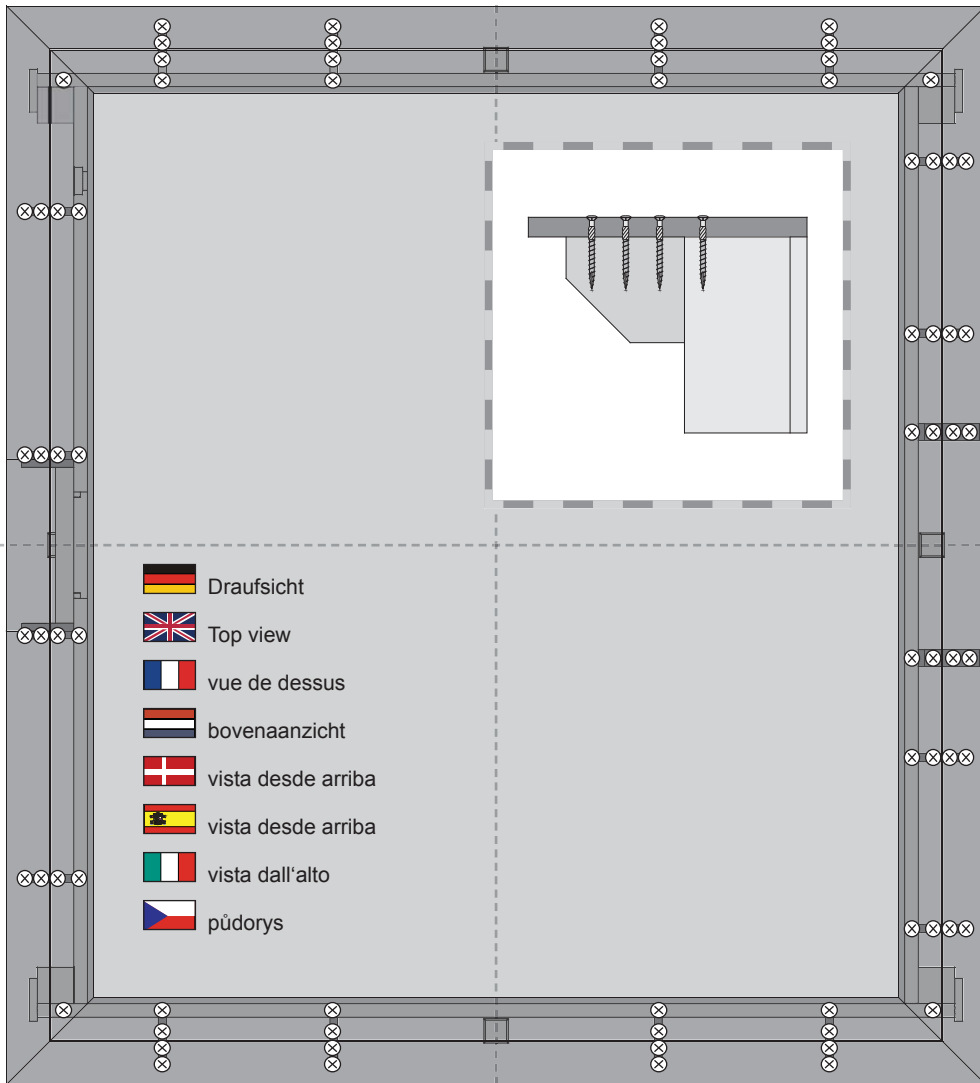 Draufsicht
Top view
vue de dessus
bovenaanzicht
vista desde arriba
vista desde arriba
vista dall‘alto
půdorys